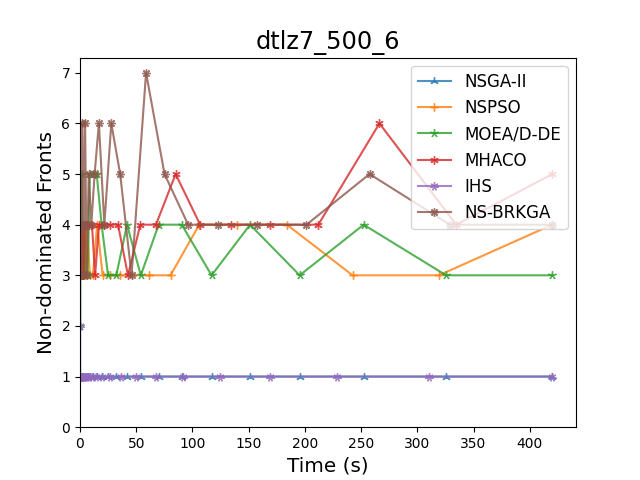 dtlz7_500_6
Non-dominated Fronts
7
6
5
4
3
2
1
0
0
50
100
150
200
250
300
350
400
Time (s)
NSGA-II
NSPSO
MOEA/D-DE
MHACO
IHS
NS-BRKGA